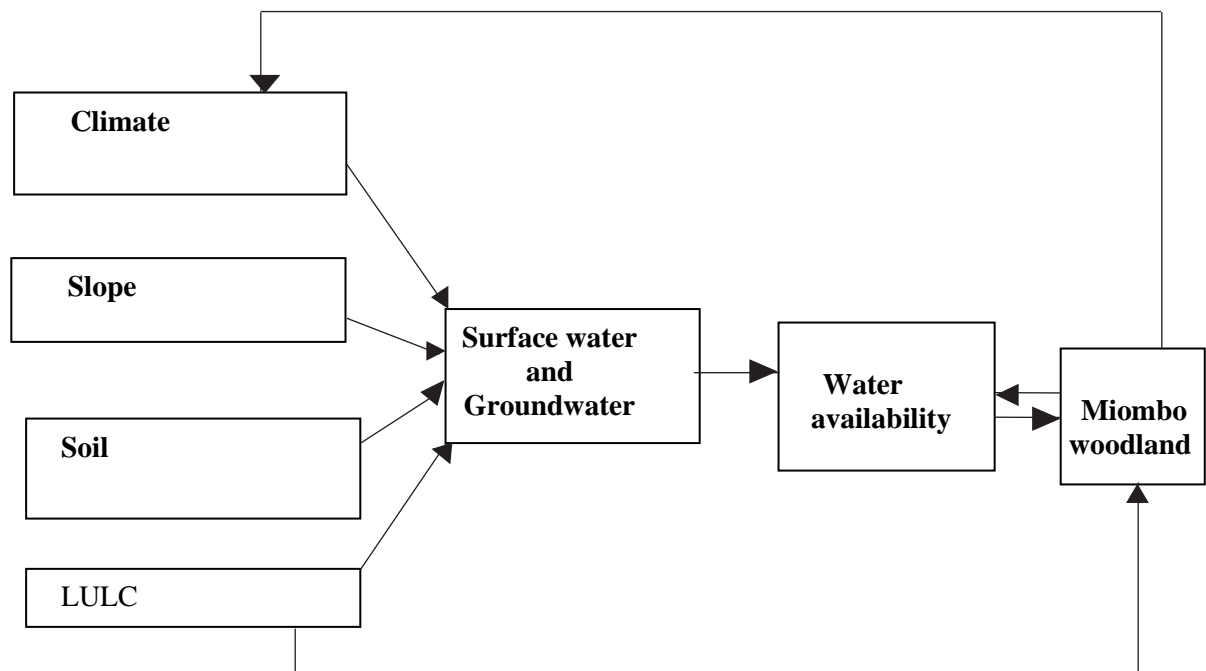 Climate
Slope
Soil
LULC
Surface water
and
Groundwater
Water
availability
Miombo
woodland